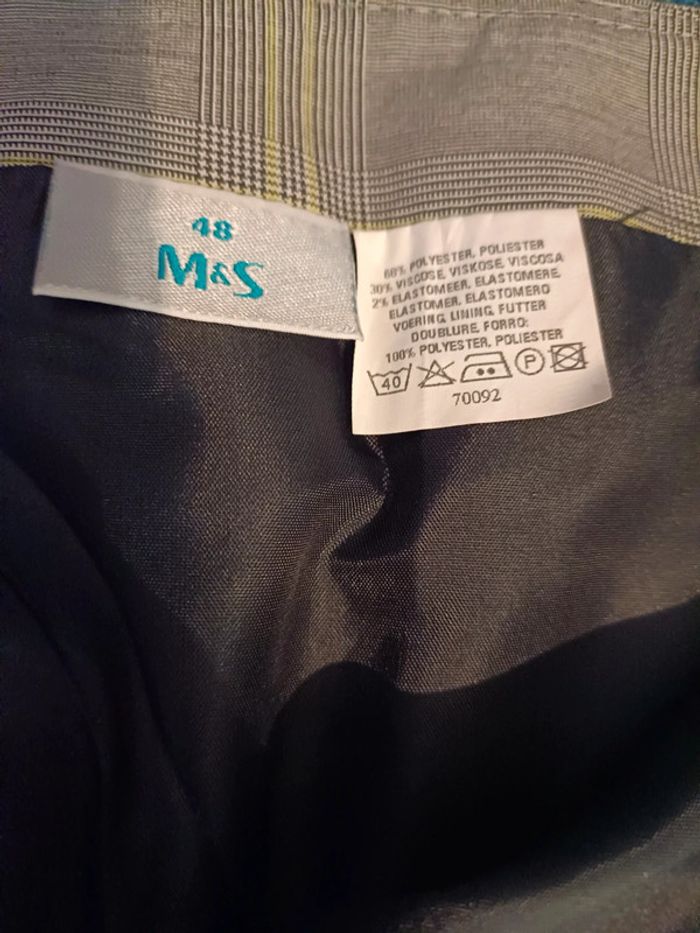 48
M&S
68% POLYESTER, POLIESTER
30% VISCOSE, VISKOSE, VISCOSA
2% ELASTOMEER, ELASTOMERE,
ELASTOMER, ELASTOMERO
VOERING, LINING, FUTTER
DOUBLURE, FORRO:
100% POLYESTER, POLIESTER
40 P
70092